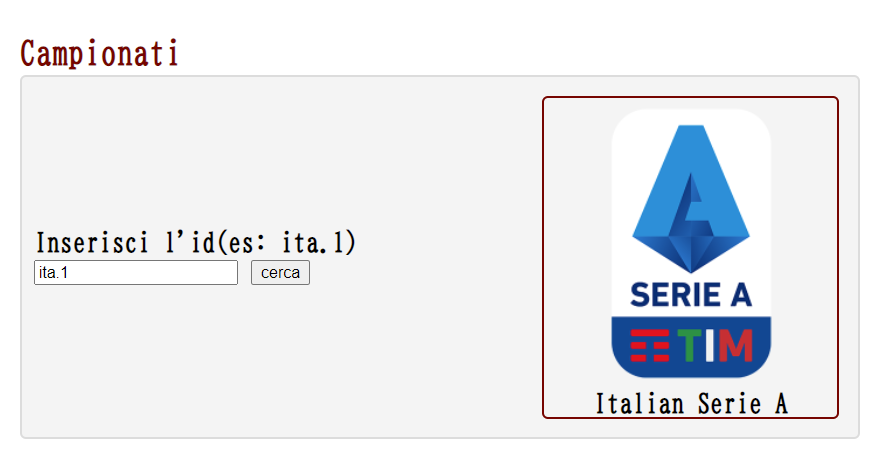 Campionati
Inserisci l'id(es: ita.1)
ita.1
cerca
SERIE A
TIM
Italian Serie A